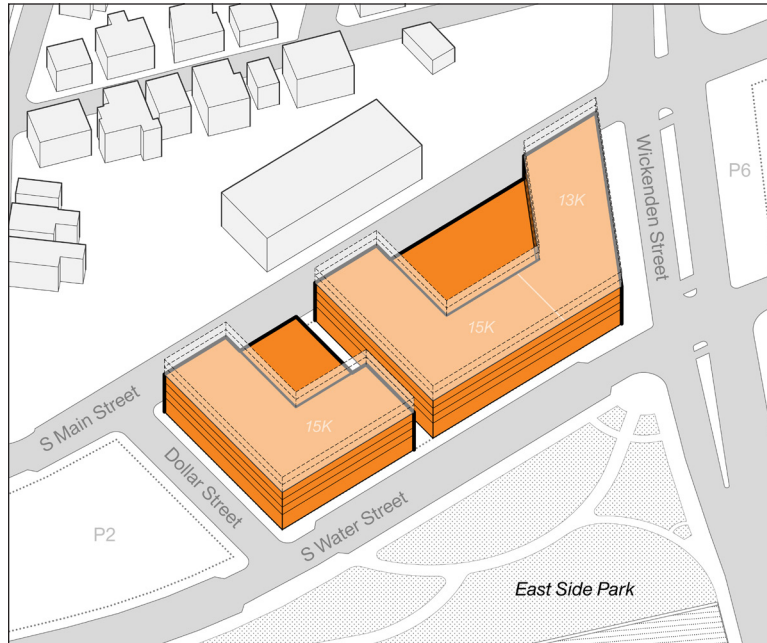 Wickenden Street
P6
13K
15K
S Main Street
15K
Dollar Street
S Water Street
P2
East Side Park